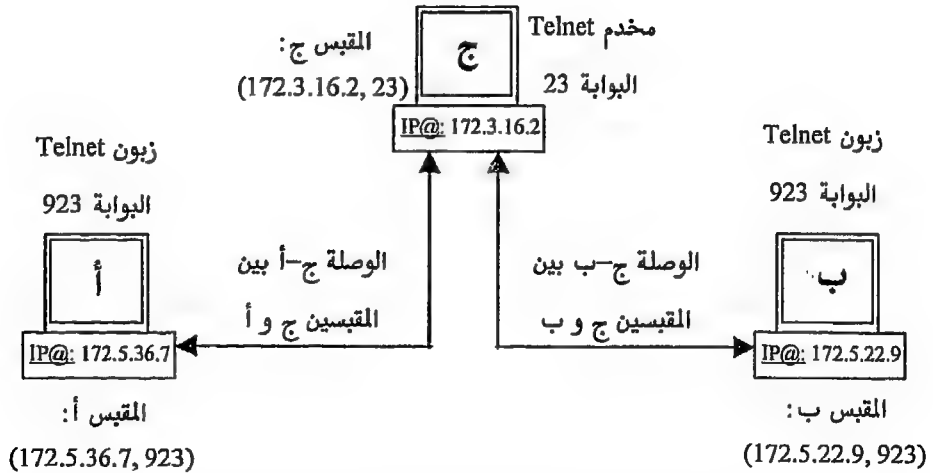 مخدم Telnet
البوابة 23
المقبس ج:
(172.3.16.2, 23)
ج
IP@: 172.3.16.2
زبون Telnet
البوابة 923
زبون Telnet
البوابة 923
أ
IP@: 172.5.36.7
الوصلة ج-أ بين
المقبسين ج و أ
الوصلة ج-ب بين
المقبسين ج و ب
ب
IP@: 172.5.22.9
المقبس أ:
(172.5.36.7, 923)
المقبس ب:
(172.5.22.9, 923)